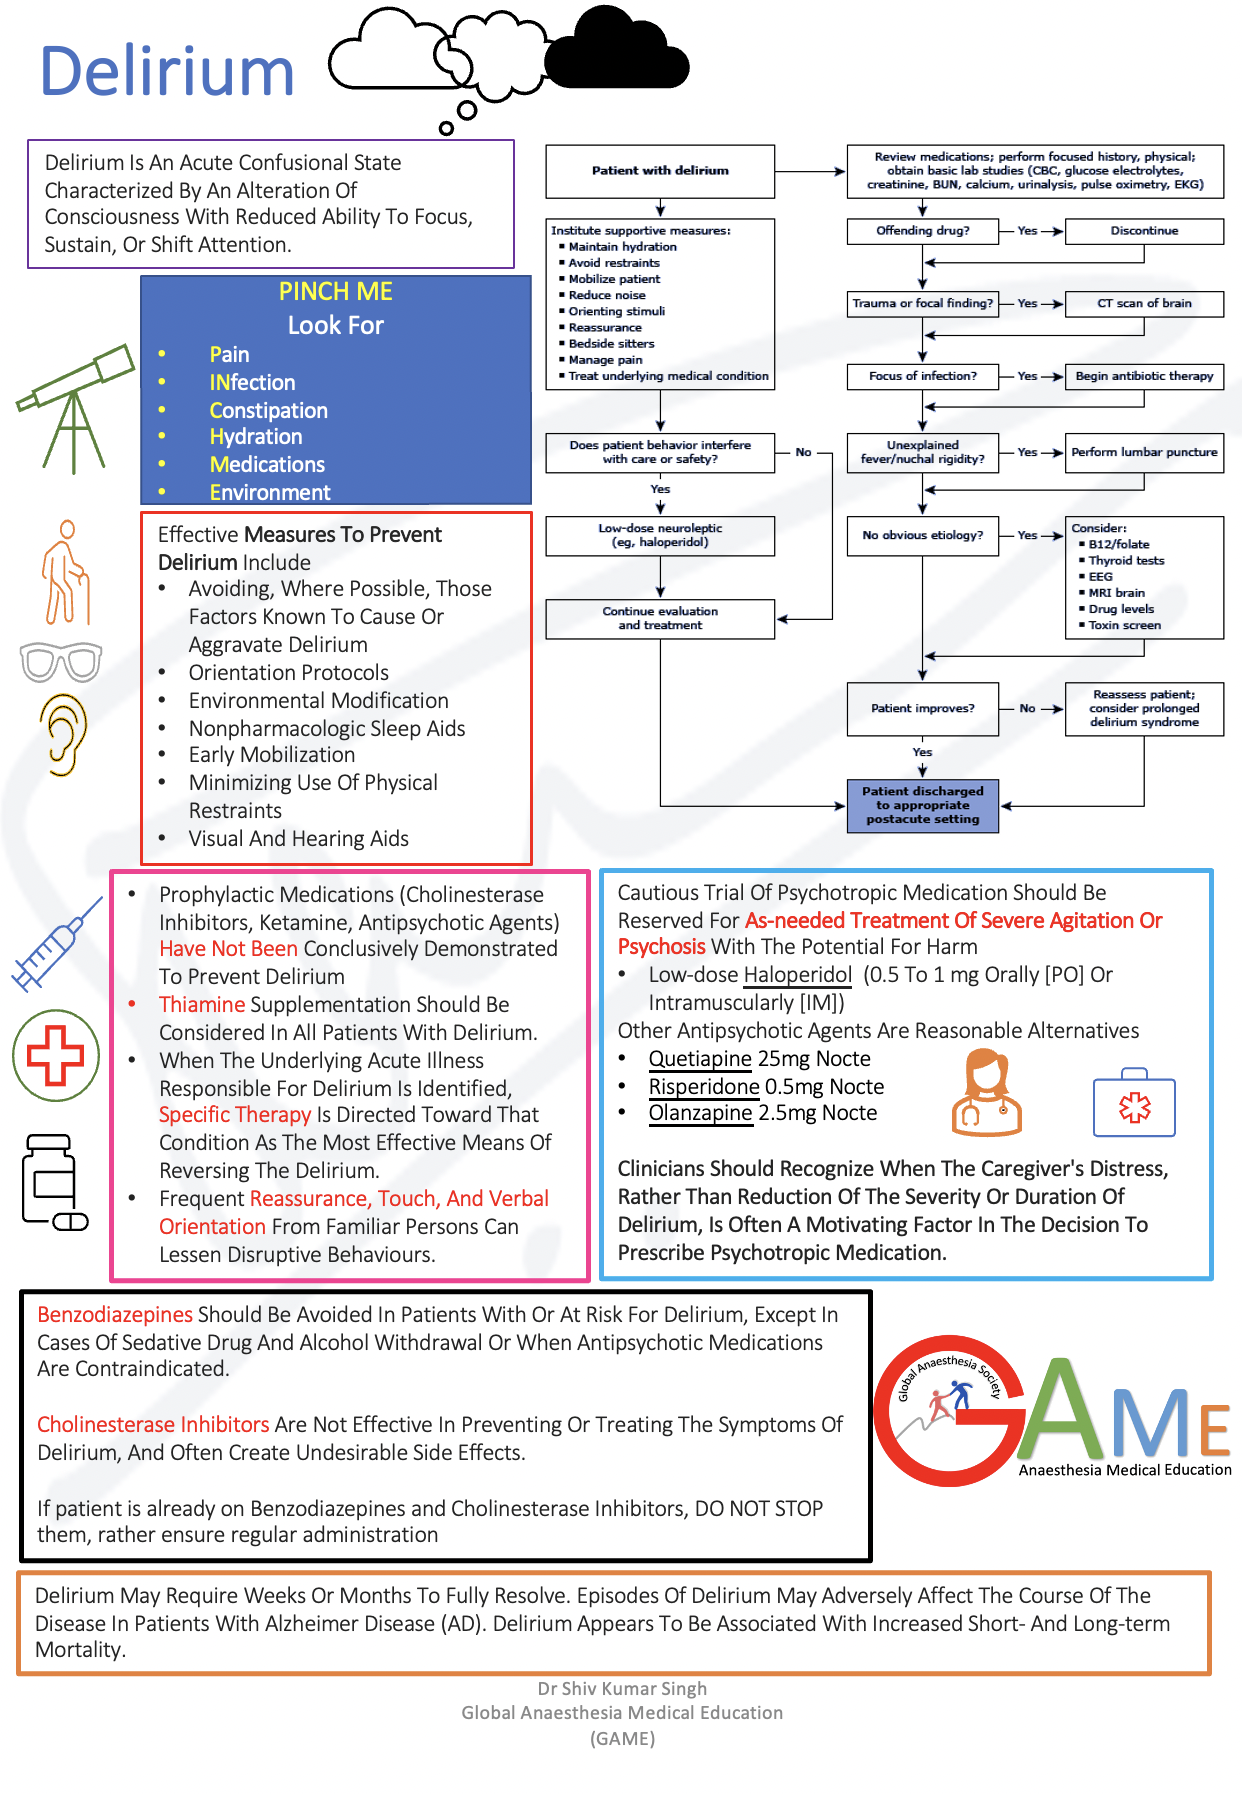 Delirium
Delirium Is An Acute Confusional State
Characterized By An Alteration Of
Consciousness With Reduced Ability To Focus,
Sustain, Or Shift Attention.
PINCH ME
Look For
• Pain
• INfection
• Constipation
• Hydration
• Medications
• Environment
Effective Measures To Prevent
Delirium Include
• Avoiding, Where Possible, Those
Factors Known To Cause Or
Aggravate Delirium
• Orientation Protocols
• Environmental Modification
• Nonpharmacologic Sleep Aids
• Early Mobilization
• Minimizing Use Of Physical
Restraints
• Visual And Hearing Aids
Patient with delirium
Institute supportive measures:
▪ Maintain hydration
▪ Avoid restraints
▪ Mobilize patient
▪ Reduce noise
▪ Orienting stimuli
▪ Reassurance
▪ Bedside sitters
▪ Manage pain
▪ Treat underlying medical condition
Does patient behavior interfere
with care or safety?
No
Yes
Low-dose neuroleptic
(eg, haloperidol)
Continue evaluation
and treatment
Review medications; perform focused history, physical;
obtain basic lab studies (CBC, glucose electrolytes,
creatinine, BUN, calcium, urinalysis, pulse oximetry, EKG)
Offending drug?
Yes
Discontinue
Trauma or focal finding?
Yes
CT scan of brain
Focus of infection?
Yes
Begin antibiotic therapy
Unexplained
fever/nuchal rigidity?
Yes
Perform lumbar puncture
No obvious etiology?
Yes
Consider:
▪ B12/folate
▪ Thyroid tests
▪ EEG
▪ MRI brain
▪ Drug levels
▪ Toxin screen
Patient improves?
No
Reassess patient;
consider prolonged
delirium syndrome
Yes
Patient discharged
to appropriate
postacute setting
• Prophylactic Medications (Cholinesterase
Inhibitors, Ketamine, Antipsychotic Agents)
Have Not Been Conclusively Demonstrated
To Prevent Delirium
• Thiamine Supplementation Should Be
Considered In All Patients With Delirium.
• When The Underlying Acute Illness
Responsible For Delirium Is Identified,
Specific Therapy Is Directed Toward That
Condition As The Most Effective Means Of
Reversing The Delirium.
• Frequent Reassurance, Touch, And Verbal
Orientation From Familiar Persons Can
Lessen Disruptive Behaviours.
Cautious Trial Of Psychotropic Medication Should Be
Reserved For As-needed Treatment Of Severe Agitation Or
Psychosis With The Potential For Harm
• Low-dose Haloperidol (0.5 To 1 mg Orally [PO] Or
Intramuscularly [IM])
Other Antipsychotic Agents Are Reasonable Alternatives
• Quetiapine 25mg Nocte
• Risperidone 0.5mg Nocte
• Olanzapine 2.5mg Nocte
Clinicians Should Recognize When The Caregiver's Distress,
Rather Than Reduction Of The Severity Or Duration Of
Delirium, Is Often A Motivating Factor In The Decision To
Prescribe Psychotropic Medication.
Benzodiazepines Should Be Avoided In Patients With Or At Risk For Delirium, Except In
Cases Of Sedative Drug And Alcohol Withdrawal Or When Antipsychotic Medications
Are Contraindicated.
Cholinesterase Inhibitors Are Not Effective In Preventing Or Treating The Symptoms Of
Delirium, And Often Create Undesirable Side Effects.
If patient is already on Benzodiazepines and Cholinesterase Inhibitors, DO NOT STOP
them, rather ensure regular administration
Global Anaesthesia Society
GAME
Anaesthesia Medical Education
Delirium May Require Weeks Or Months To Fully Resolve. Episodes Of Delirium May Adversely Affect The Course Of The
Disease In Patients With Alzheimer Disease (AD). Delirium Appears To Be Associated With Increased Short- And Long-term
Mortality.
Dr Shiv Kumar Singh
Global Anaesthesia Medical Education
(GAME)